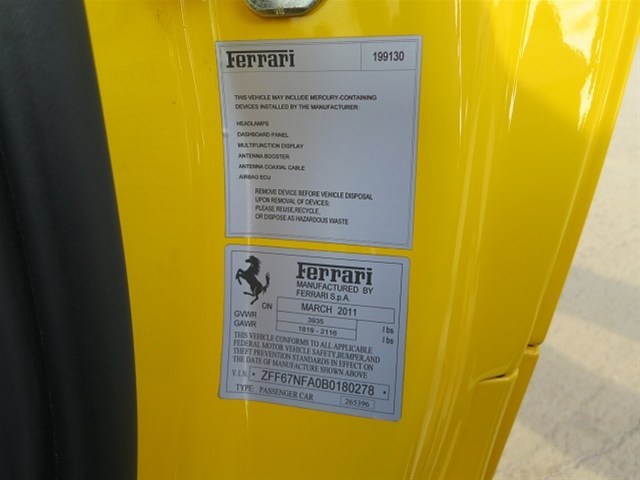 Ferrari 199130
THIS VEHICLE MAY INCLUDE MERCURY-CONTAINING
DEVICES INSTALLED BY THE MANUFACTURER:
HEADLAMPS
DASHBOARD PANEL
MULTIFUNCTION DISPLAY
ANTENNA BOOSTER
ANTENNA COAXIAL CABLE
AIRBAG ECU
REMOVE DEVICE BEFORE VEHICLE DISPOSAL
UPON REMOVAL OF DEVICES:
PLEASE REUSE,RECYCLE,
OR DISPOSE AS HAZARDOUS WASTE
Ferrari
MANUFACTURED BY
FERRARI S.p.A.
ON MARCH 2011
GVWR 3935 lbs
GAWR 1819 - 2116 lbs
THIS VEHICLE CONFORMS TO ALL APPLICABLE
FEDERAL MOTOR VEHICLE SAFETY,BUMPER,AND
THEFT PREVENTION STANDARDS IN EFFECT ON
THE DATE OF MANUFACTURE SHOWN ABOVE
V.I.N. • ZFF67NFA0B0180278 •
TYPE: PASSENGER CAR 265396